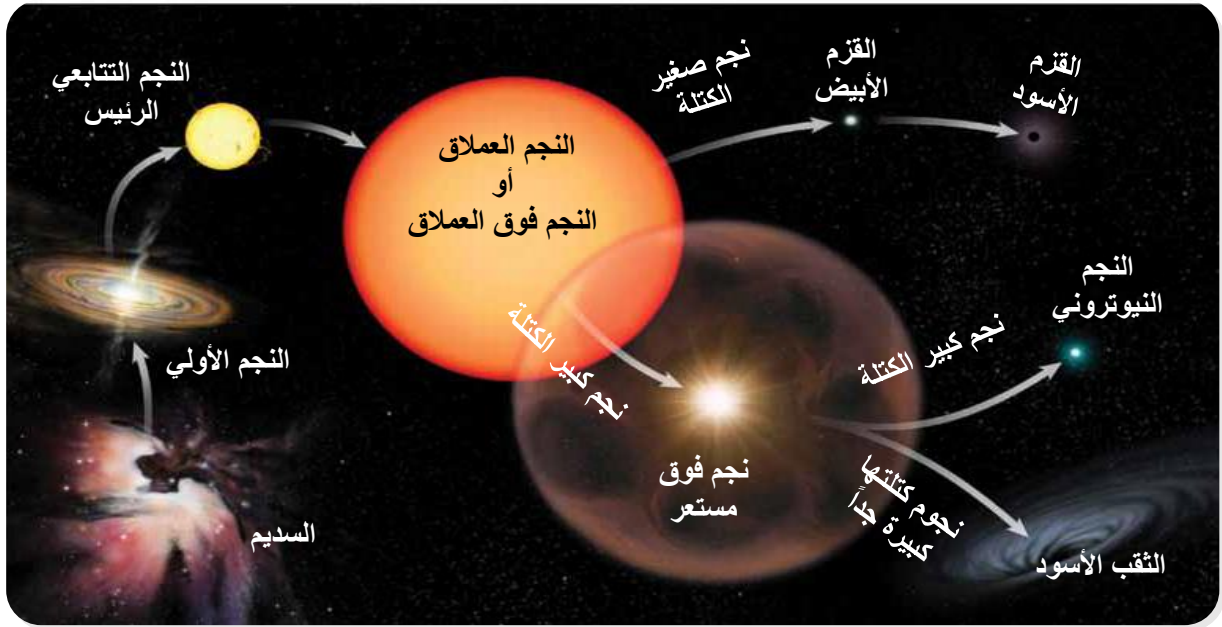 السديم
النجم الأولي
النجم التتابعي
الرئيس
النجم العملاق
أو
النجم فوق العملاق
نجم صغير
الكتلة
القزم
الأبيض
القزم
الأسود
نجم كبير الكتلة
نجم فوق
مستعر
نجم كبير الكتلة
النجم
النيوتروني
نجوم كتلتها
كبيرة جداً
الثقب الأسود